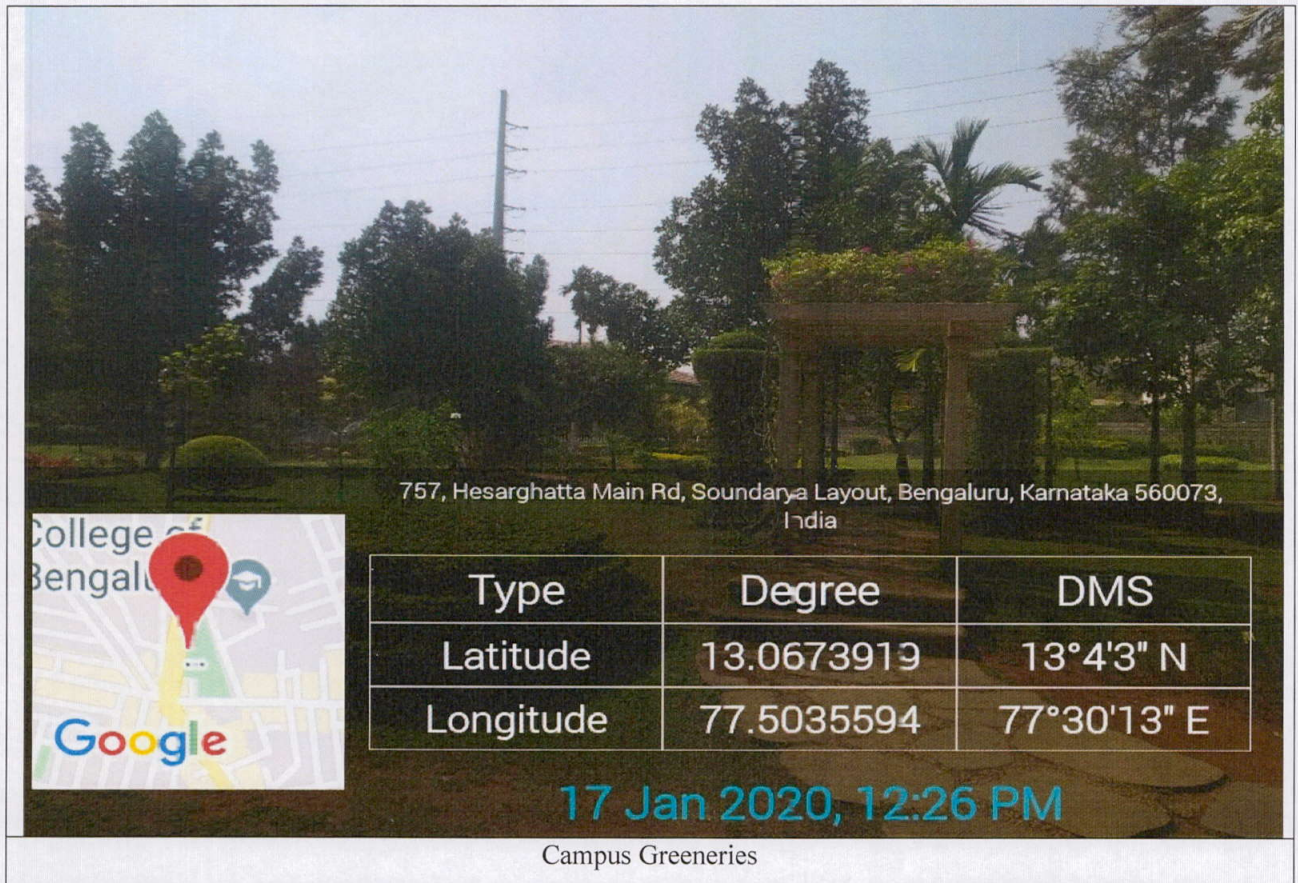 757, Hesarghatta Main Rd, Soundarya Layout, Bengaluru, Karnataka 560073,
India
College of
Bengalu
Type Degree DMS
Latitude 13.0673919 13°4'3" N
Longitude 77.5035594 77°30'13" E
Google
17 Jan 2020, 12:26 PM
Campus Greeneries